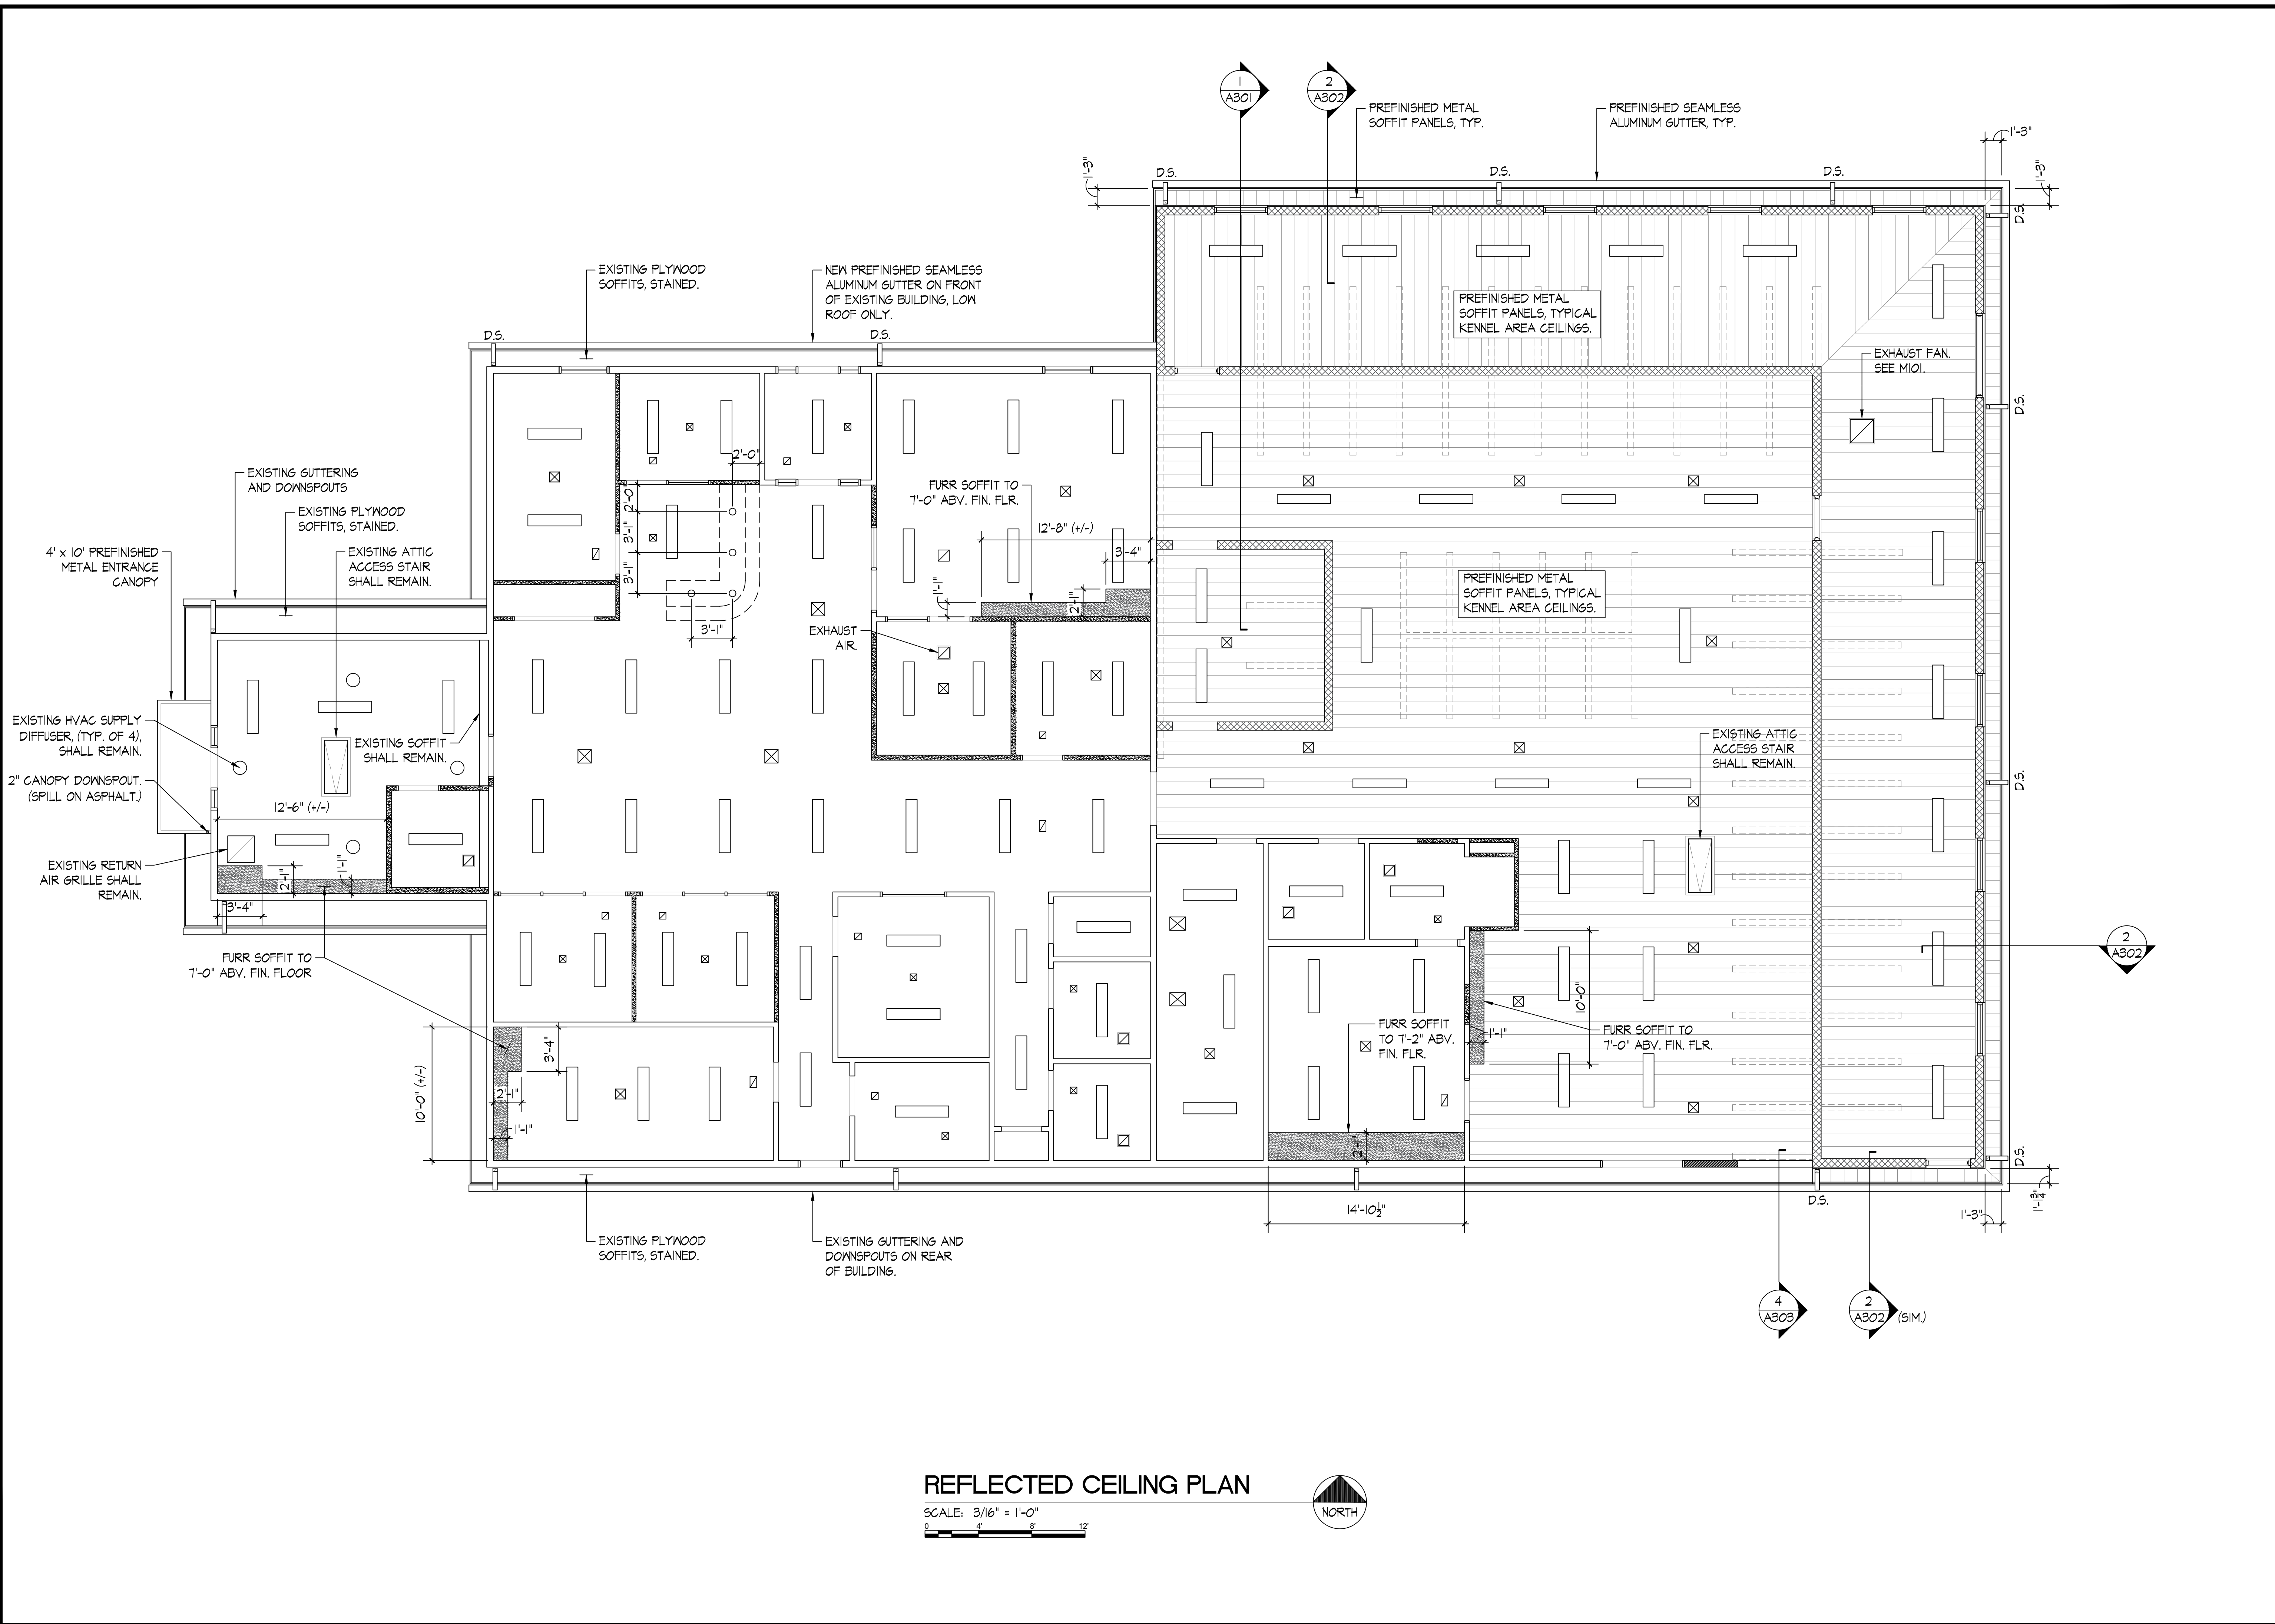 1
A301
2
A302
PREFINISHED METAL
SOFFIT PANELS, TYP.
PREFINISHED SEAMLESS
ALUMINUM GUTTER, TYP.
1'-3"
1'-3"
1'-3"
D.S.
D.S.
D.S.
D.S.
EXISTING PLYWOOD
SOFFITS, STAINED.
NEW PREFINISHED SEAMLESS
ALUMINUM GUTTER ON FRONT
OF EXISTING BUILDING, LOW
ROOF ONLY.
D.S.
D.S.
PREFINISHED METAL
SOFFIT PANELS, TYPICAL
KENNEL AREA CEILINGS.
EXHAUST FAN.
SEE M101.
D.S.
EXISTING GUTTERING
AND DOWNSPOUTS
EXISTING PLYWOOD
SOFFITS, STAINED.
4' x 10' PREFINISHED
METAL ENTRANCE
CANOPY
EXISTING ATTIC
ACCESS STAIR
SHALL REMAIN.
2'-0"
2'-0"
3'-1"
3'-1"
3'-1"
FURR SOFFIT TO
7'-0" ABV. FIN. FLR.
12'-8" (+/-)
3'-4"
1'-1"
2'-1"
EXHAUST
AIR.
PREFINISHED METAL
SOFFIT PANELS, TYPICAL
KENNEL AREA CEILINGS.
EXISTING HVAC SUPPLY
DIFFUSER, (TYP. OF 4),
SHALL REMAIN.
EXISTING SOFFIT
SHALL REMAIN.
2" CANOPY DOWNSPOUT.
(SPILL ON ASPHALT.)
12'-6" (+/-)
EXISTING RETURN
AIR GRILLE SHALL
REMAIN.
2'-1"
1'-1"
3'-4"
EXISTING ATTIC
ACCESS STAIR
SHALL REMAIN.
D.S.
FURR SOFFIT TO
7'-0" ABV. FIN. FLOOR
10'-0" (+/-)
3'-4"
2'-1"
1'-1"
FURR SOFFIT
TO 7'-2" ABV.
FIN. FLR.
2'-1"
1'-1"
10'-0"
FURR SOFFIT TO
7'-0" ABV. FIN. FLR.
2
A302
D.S.
D.S.
14'-10½"
1'-1¾"
1'-3"
EXISTING PLYWOOD
SOFFITS, STAINED.
EXISTING GUTTERING AND
DOWNSPOUTS ON REAR
OF BUILDING.
4
A303
2
A302
(SIM.)
REFLECTED CEILING PLAN
SCALE: 3/16" = 1'-0"
0 4' 8' 12'
NORTH